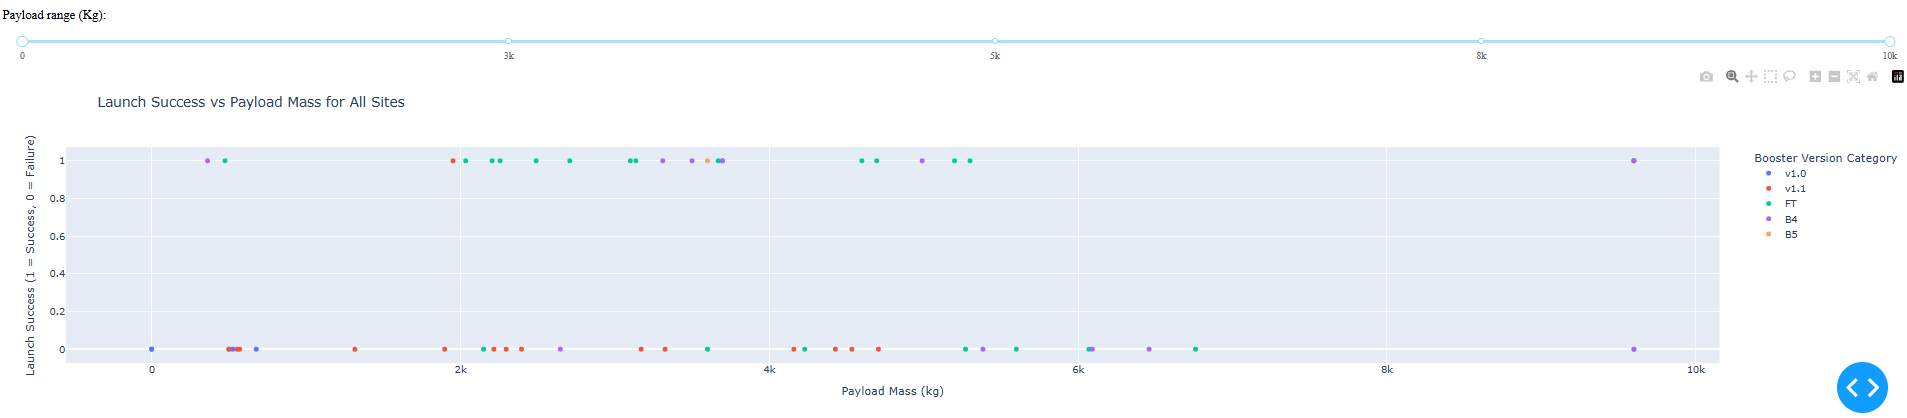 Payload range (Kg):
0 3k 5k 8k 10k
Launch Success vs Payload Mass for All Sites
Launch Success (1 = Success, 0 = Failure)
1
0.8
0.6
0.4
0.2
0
0 2k 4k 6k 8k 10k
Payload Mass (kg)
Booster Version Category
v1.0
v1.1
FT
B4
B5